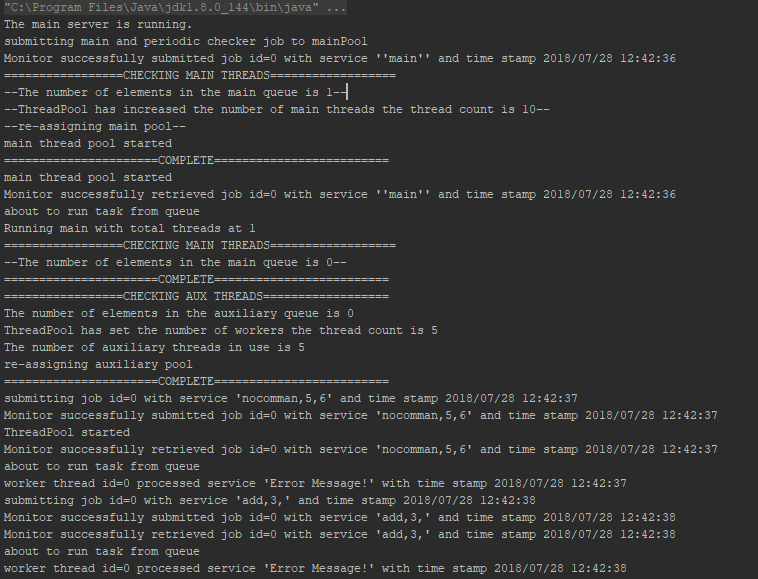 "C:\Program Files\Java\jdk1.8.0_144\bin\java" ...
The main server is running.
submitting main and periodic checker job to mainPool
Monitor successfully submitted job id=0 with service ''main'' and time stamp 2018/07/28 12:42:36
=================CHECKING MAIN THREADS==================
--The number of elements in the main queue is 1--
--ThreadPool has increased the number of main threads the thread count is 10--
--re-assigning main pool--
main thread pool started
======================COMPLETE=========================
main thread pool started
Monitor successfully retrieved job id=0 with service ''main'' and time stamp 2018/07/28 12:42:36
about to run task from queue
Running main with total threads at 1
=================CHECKING MAIN THREADS==================
--The number of elements in the main queue is 0--
======================COMPLETE=========================
=================CHECKING AUX THREADS==================
The number of elements in the auxiliary queue is 0
ThreadPool has set the number of workers the thread count is 5
The number of auxiliary threads in use is 5
re-assigning auxiliary pool
======================COMPLETE=========================
submitting job id=0 with service 'nocomman,5,6' and time stamp 2018/07/28 12:42:37
Monitor successfully submitted job id=0 with service 'nocomman,5,6' and time stamp 2018/07/28 12:42:37
ThreadPool started
Monitor successfully retrieved job id=0 with service 'nocomman,5,6' and time stamp 2018/07/28 12:42:37
about to run task from queue
worker thread id=0 processed service 'Error Message!' with time stamp 2018/07/28 12:42:37
submitting job id=0 with service 'add,3,' and time stamp 2018/07/28 12:42:38
Monitor successfully submitted job id=0 with service 'add,3,' and time stamp 2018/07/28 12:42:38
Monitor successfully retrieved job id=0 with service 'add,3,' and time stamp 2018/07/28 12:42:38
about to run task from queue
worker thread id=0 processed service 'Error Message!' with time stamp 2018/07/28 12:42:38